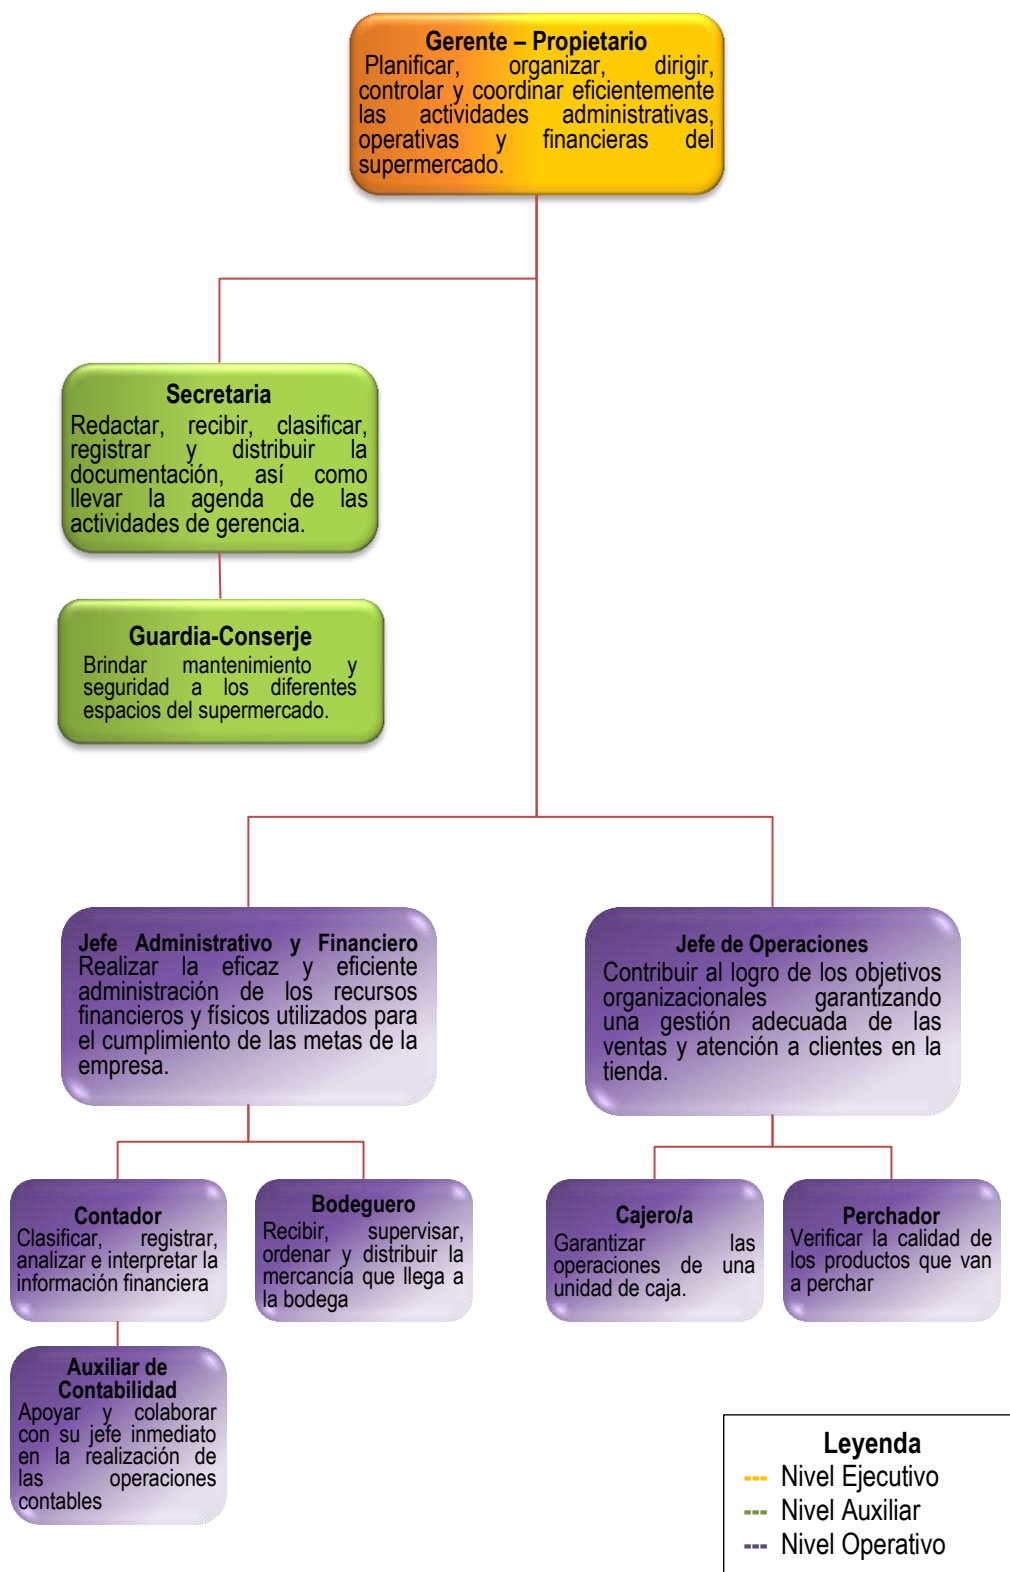 Gerente – Propietario
Planificar, organizar, dirigir,
controlar y coordinar eficientemente
las actividades administrativas,
operativas y financieras del
supermercado.
Secretaria
Redactar, recibir, clasificar,
registrar y distribuir la
documentación, así como
llevar la agenda de las
actividades de gerencia.
Guardia-Conserje
Brindar mantenimiento y
seguridad a los diferentes
espacios del supermercado.
Jefe Administrativo y Financiero
Realizar la eficaz y eficiente
administración de los recursos
financieros y físicos utilizados para
el cumplimiento de las metas de la
empresa.
Jefe de Operaciones
Contribuir al logro de los objetivos
organizacionales garantizando
una gestión adecuada de las
ventas y atención a clientes en la
tienda.
Contador
Clasificar, registrar,
analizar e interpretar la
información financiera
Bodeguero
Recibir, supervisar,
ordenar y distribuir la
mercancía que llega a
la bodega
Cajero/a
Garantizar las
operaciones de una
unidad de caja.
Perchador
Verificar la calidad de
los productos que van
a perchar
Auxiliar de
Contabilidad
Apoyar y colaborar
con su jefe inmediato
en la realización de
las operaciones
contables
Leyenda
--- Nivel Ejecutivo
--- Nivel Auxiliar
--- Nivel Operativo